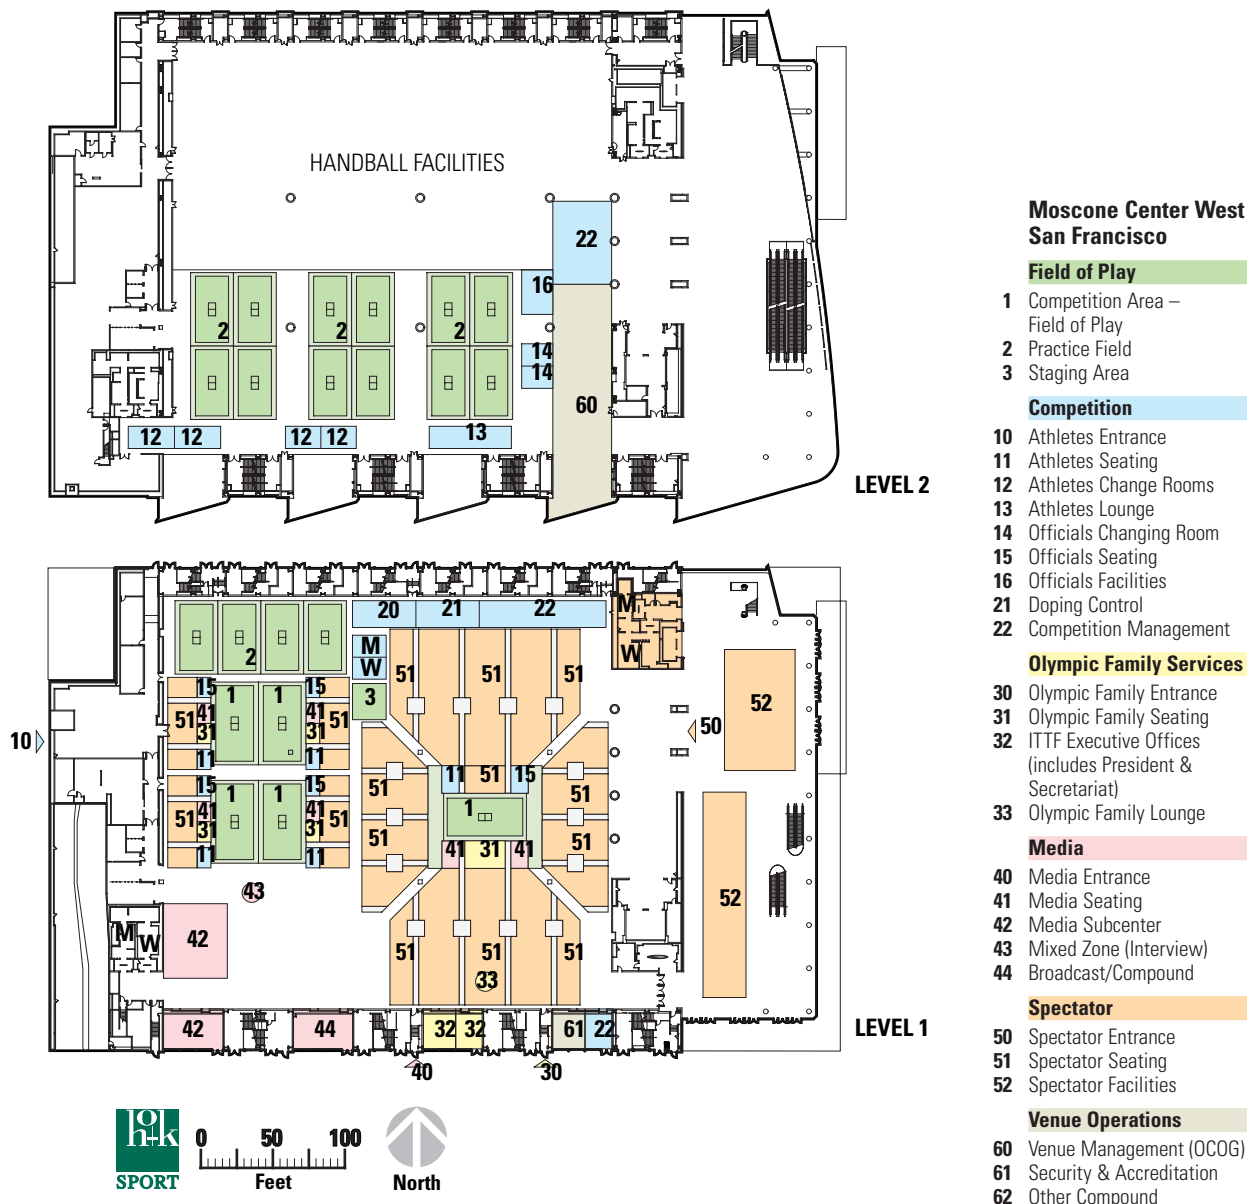 HANDBALL FACILITIES
22
16
2
2
2
14
14
60
12
12
12
12
13
LEVEL 2
20
21
22
M
M
W
W
2
3
51
51
51
15
15
1
1
41
41
51
51
31
31
11
11
52
50
10
15
15
1
1
41
41
51
51
31
31
11
11
51
11
51
15
51
1
51
41
31
41
51
43
52
M
W
42
51
51
51
33
42
44
32
32
61
22
LEVEL 1
40
30
hok
SPORT
0
50
100
Feet
North
Moscone Center West
San Francisco
Field of Play
1 Competition Area –
Field of Play
2 Practice Field
3 Staging Area
Competition
10 Athletes Entrance
11 Athletes Seating
12 Athletes Change Rooms
13 Athletes Lounge
14 Officials Changing Room
15 Officials Seating
16 Officials Facilities
21 Doping Control
22 Competition Management
Olympic Family Services
30 Olympic Family Entrance
31 Olympic Family Seating
32 ITTF Executive Offices
(includes President &
Secretariat)
33 Olympic Family Lounge
Media
40 Media Entrance
41 Media Seating
42 Media Subcenter
43 Mixed Zone (Interview)
44 Broadcast/Compound
Spectator
50 Spectator Entrance
51 Spectator Seating
52 Spectator Facilities
Venue Operations
60 Venue Management (OCOG)
61 Security & Accreditation
62 Other Compound